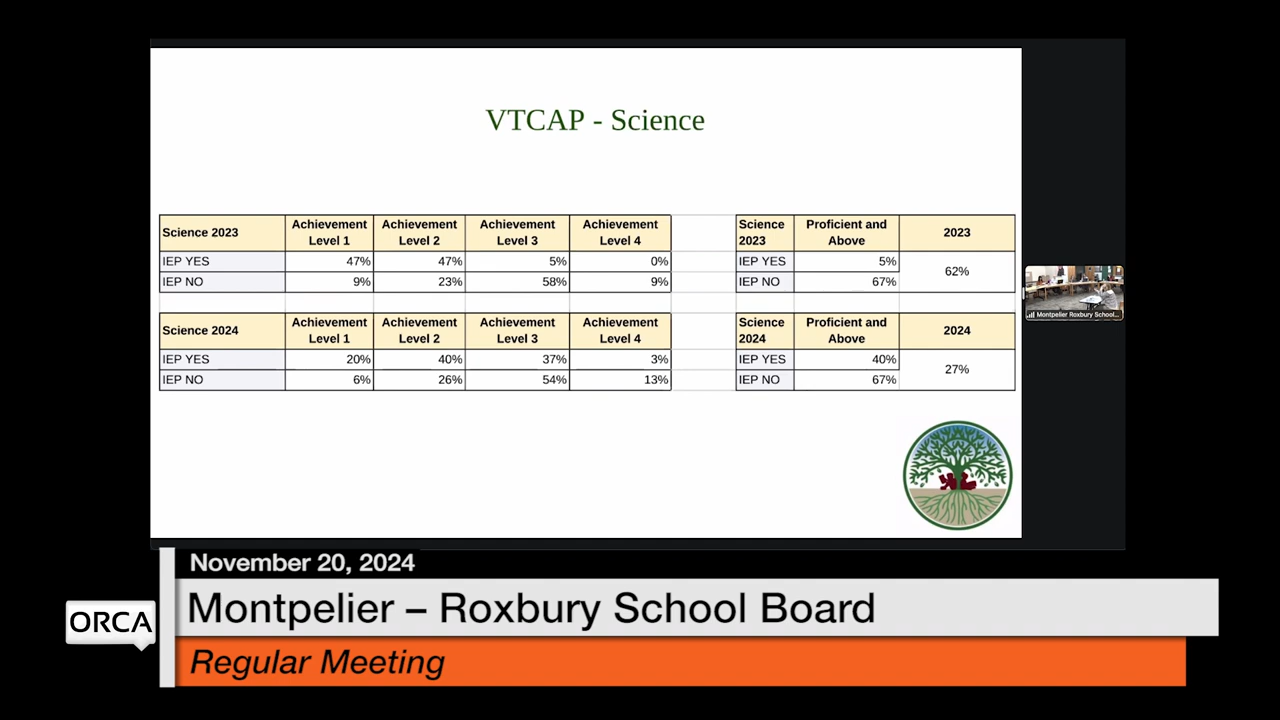 VTCAP - Science
Science 2023 Achievement Level 1 Achievement Level 2 Achievement Level 3 Achievement Level 4
IEP YES 47% 47% 5% 0%
IEP NO 9% 23% 58% 9%
Science 2023 Proficient and Above 2023
IEP YES 5% 62%
IEP NO 67%
Science 2024 Achievement Level 1 Achievement Level 2 Achievement Level 3 Achievement Level 4
IEP YES 20% 40% 37% 3%
IEP NO 6% 26% 54% 13%
Science 2024 Proficient and Above 2024
IEP YES 40% 27%
IEP NO 67%
Montpelier Roxbury School...
November 20, 2024
ORCA
Montpelier – Roxbury School Board
Regular Meeting